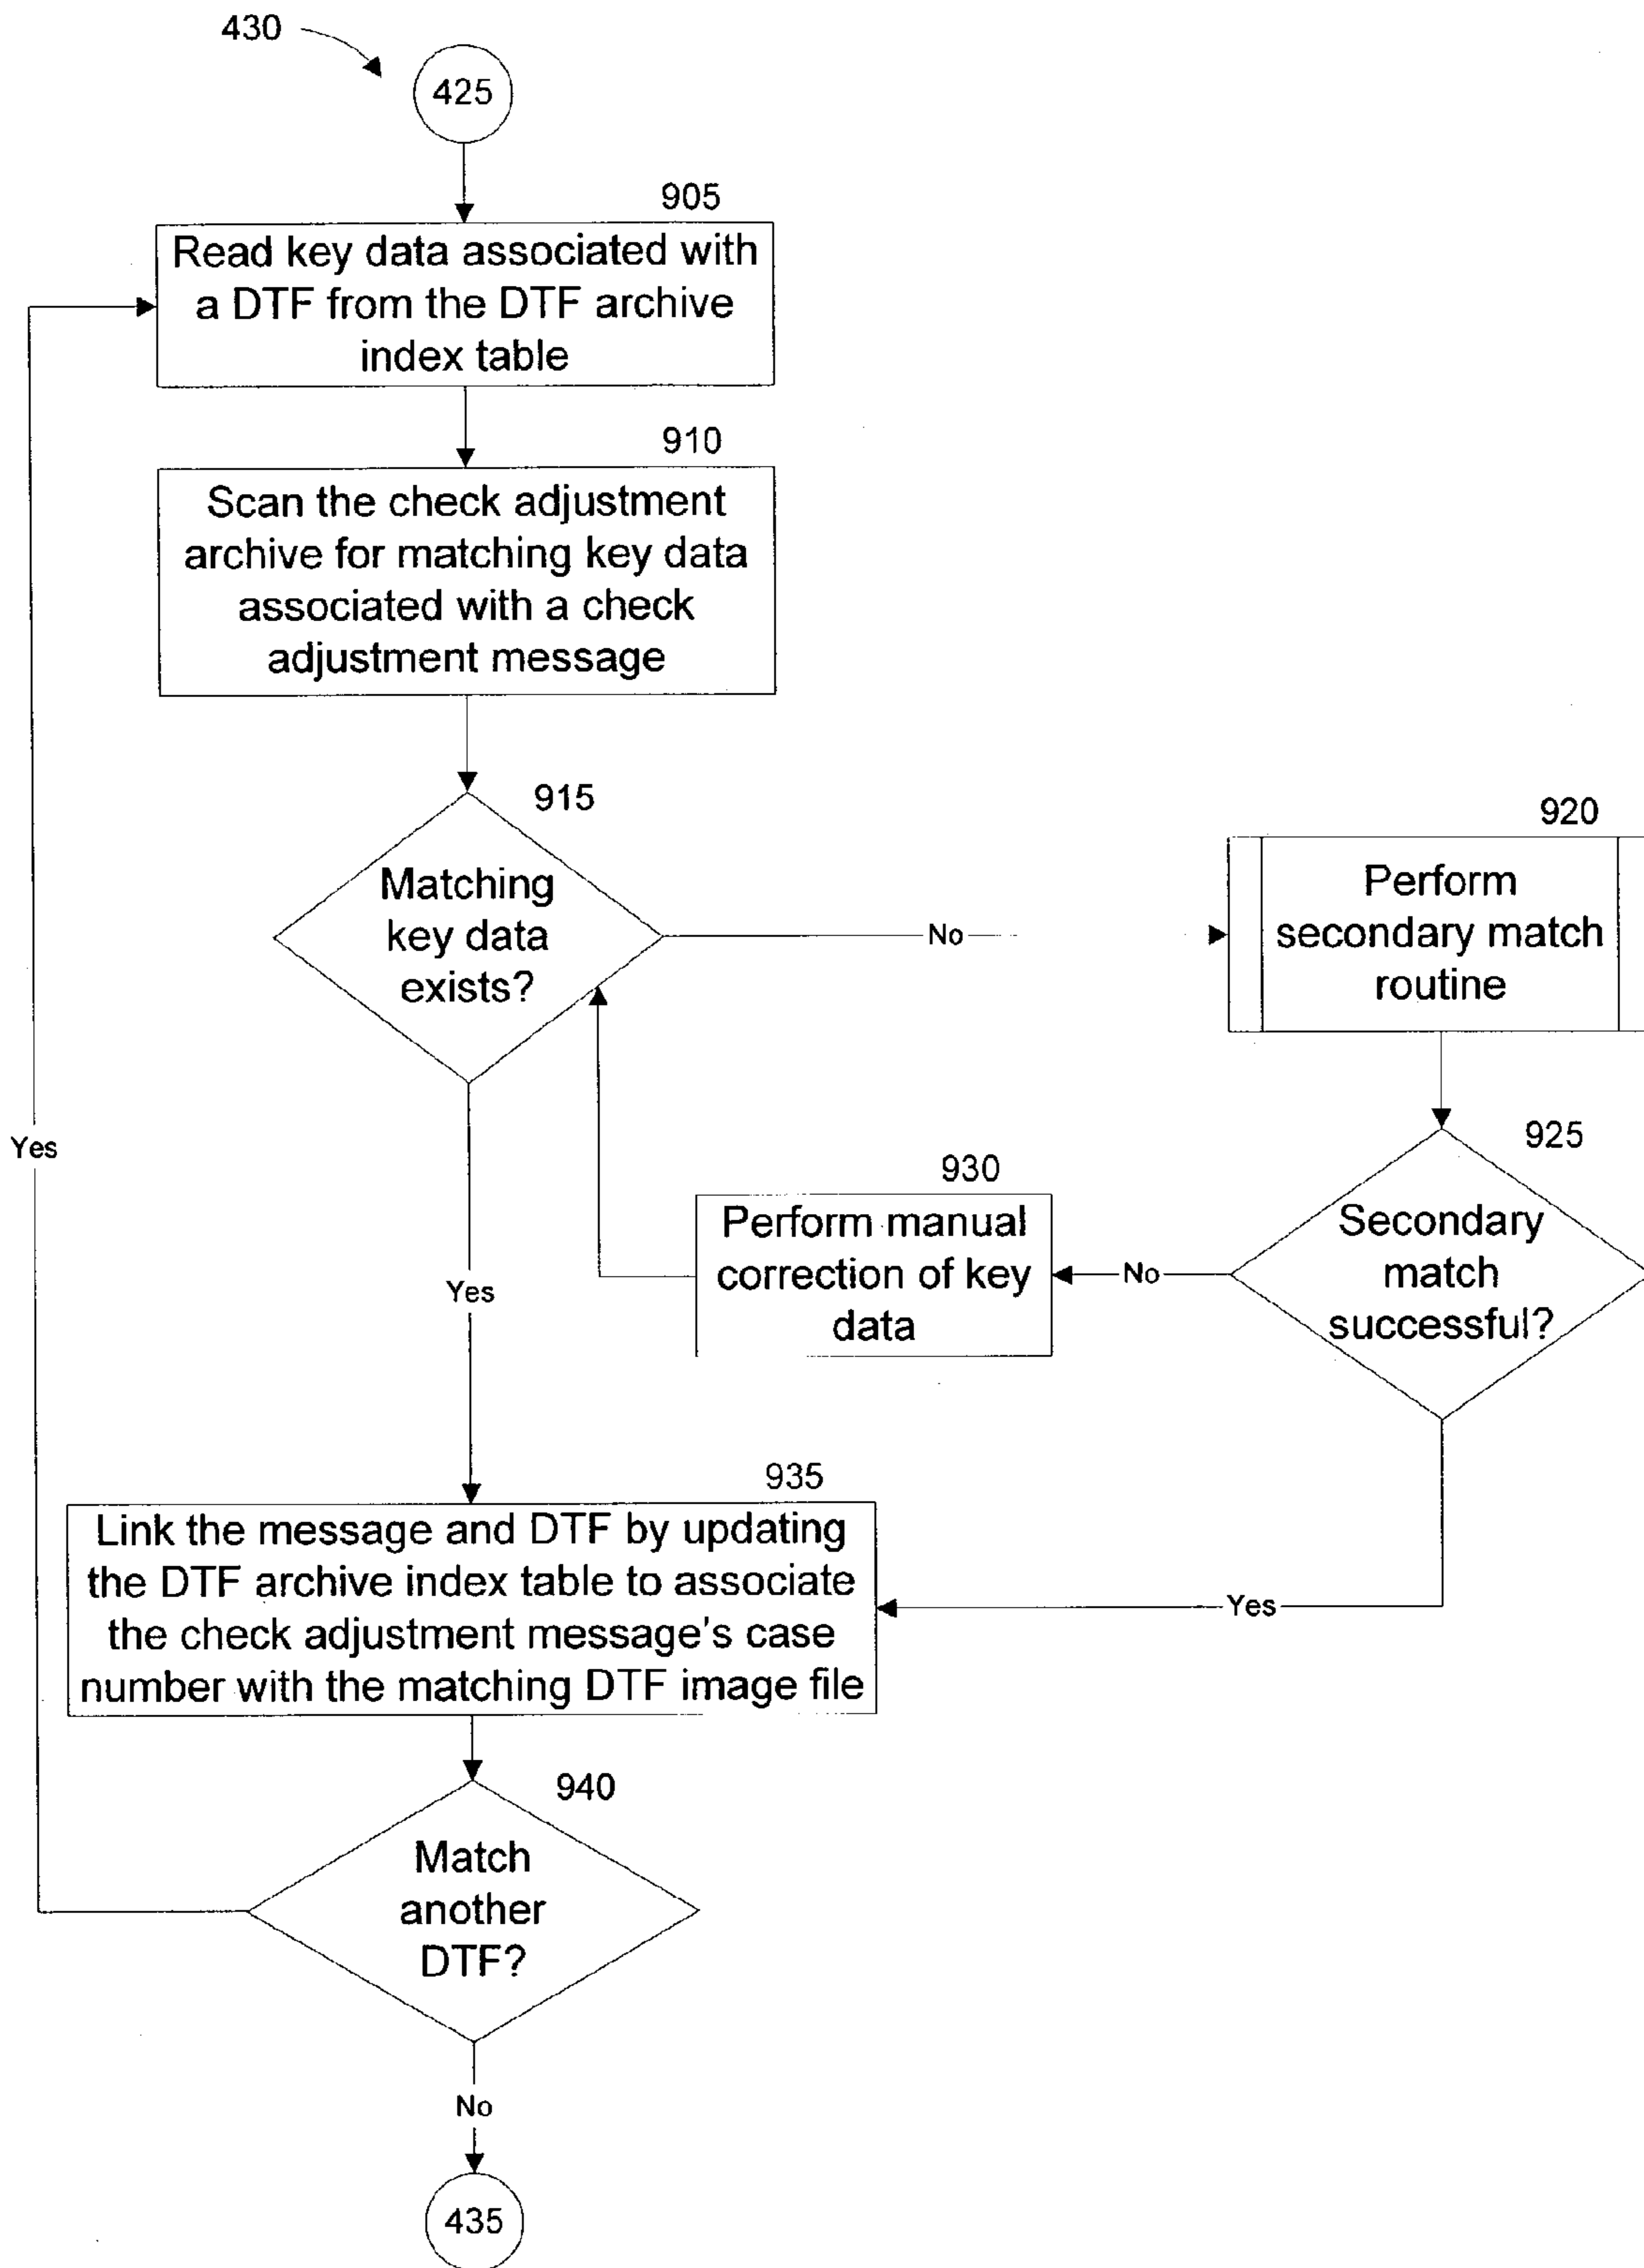 430
425
905
Read key data associated with
a DTF from the DTF archive
index table
910
Scan the check adjustment
archive for matching key data
associated with a check
adjustment message
915
Matching
key data
exists?
No
920
Perform
secondary match
routine
925
Secondary
match
successful?
No
930
Perform manual
correction of key
data
Yes
Yes
Yes
935
Link the message and DTF by updating
the DTF archive index table to associate
the check adjustment message's case
number with the matching DTF image file
940
Match
another
DTF?
No
435